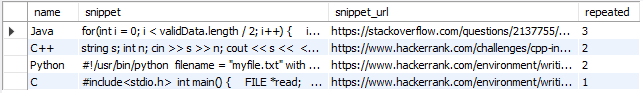 name snippet snippet_url repeated
Java for(int i = 0; i < validData.length / 2; i++) { i... https://stackoverflow.com/questions/2137755/... 3
C++ string s; int n; cin >> s >> n; cout << s << <... https://www.hackerrank.com/challenges/cpp-in... 2
Python #!/usr/bin/python filename = "myfile.txt" with ... https://www.hackerrank.com/environment/writi... 2
C #include<stdio.h> int main() { FILE *read; ... https://www.hackerrank.com/environment/writi... 1